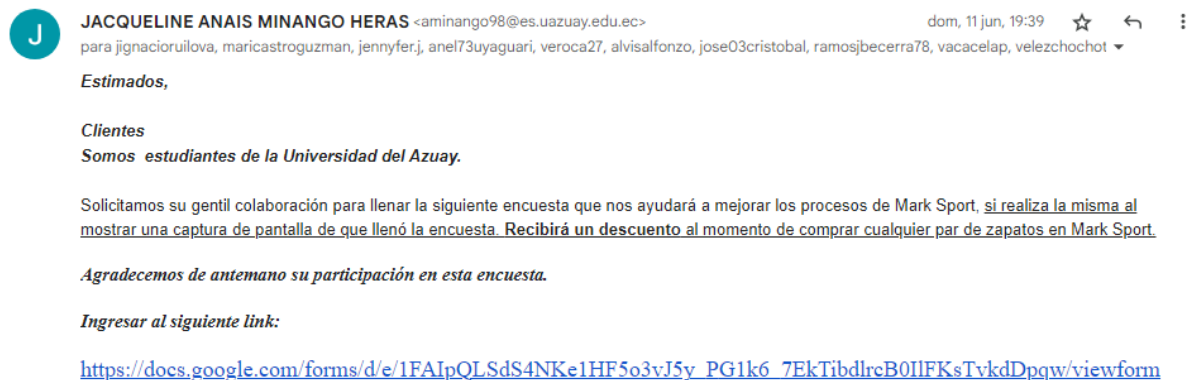 J
JACQUELINE ANAIS MINANGO HERAS <aminango98@es.uazuay.edu.ec> dom, 11 jun, 19:39
para jignacioruilova, maricastroguzman, jennyfer.j, anel73uyaguari, veroca27, alvisalfonzo, jose03cristobal, ramosjbecerra78, vacacelap, velezchochot
Estimados,
Clientes
Somos estudiantes de la Universidad del Azuay.
Solicitamos su gentil colaboración para llenar la siguiente encuesta que nos ayudará a mejorar los procesos de Mark Sport, si realiza la misma al
mostrar una captura de pantalla de que llenó la encuesta. Recibirá un descuento al momento de comprar cualquier par de zapatos en Mark Sport.
Agradecemos de antemano su participación en esta encuesta.
Ingresar al siguiente link:
https://docs.google.com/forms/d/e/1FAIpQLSdS4NKe1HF5o3vJ5y_PG1k6_7EkTibdlrcB0IlFKsTvkdDpqw/viewform